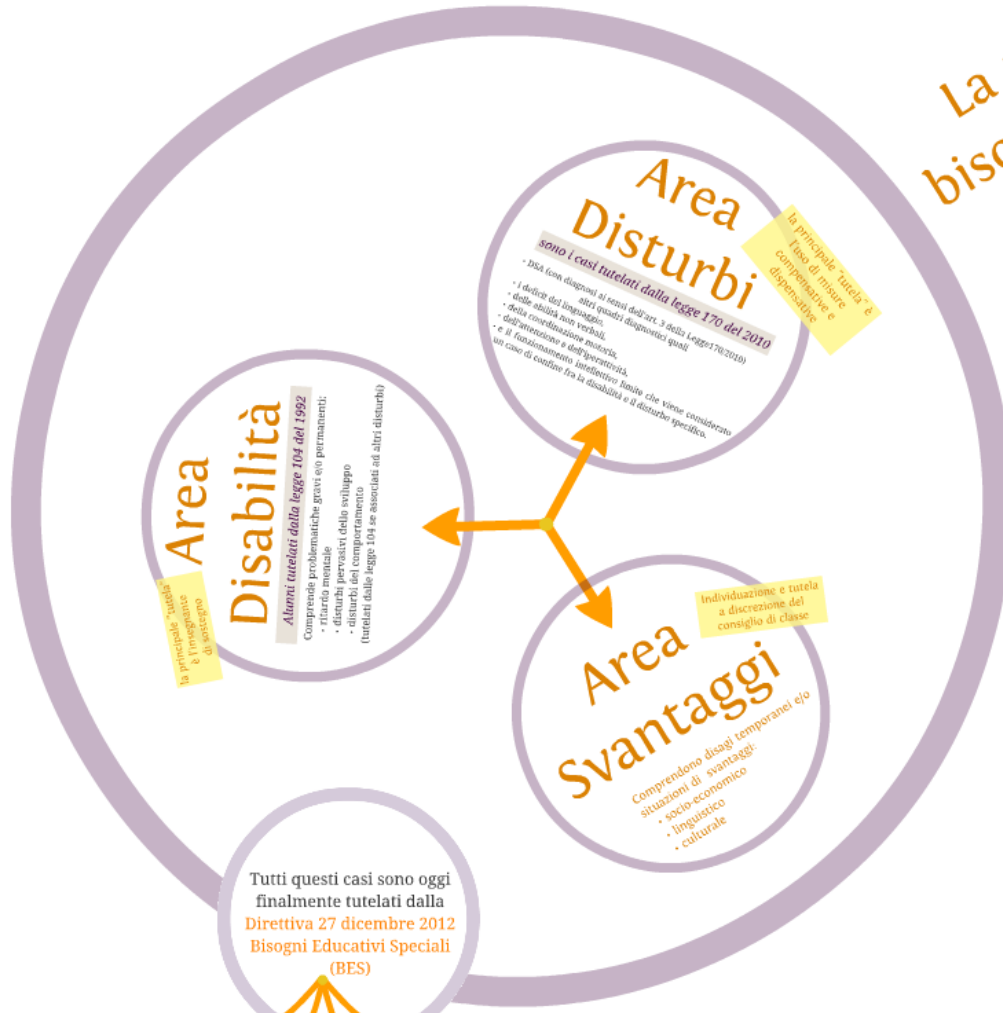 La
Area
Disturbi
sono i casi tutelati dalla legge 170 del 2010
· DSA (con diagnosi ai sensi dell'art. 3 della Legge170/2010)
altri quadri diagnostici quali
· i deficit del linguaggio,
· delle abilità non verbali,
· della coordinazione motoria,
· dell'attenzione e dell'iperattività,
· e il funzionamento intellettivo limite che viene considerato
un caso di confine fra la disabilità e il disturbo specifico.
la principale "tutela" è
l'uso di misure
compensative e
dispensative
Area
Disabilità
Alunni tutelati dalla legge 104 del 1992
Comprende problematiche gravi e/o permanenti:
· ritardo mentale
· disturbi pervasivi dello sviluppo
· disturbi del comportamento
(tutelati dalle legge 104 se associati ad altri disturbi)
la principale "tutela"
è l'insegnante
di sostegno
Individuazione e tutela
a discrezione del
consiglio di classe
Area
Svantaggi
Comprendono disagi temporanei e/o
situazioni di svantaggi:
• socio-economico
• linguistico
• culturale
Tutti questi casi sono oggi
finalmente tutelati dalla
Direttiva 27 dicembre 2012
Bisogni Educativi Speciali
(BES)